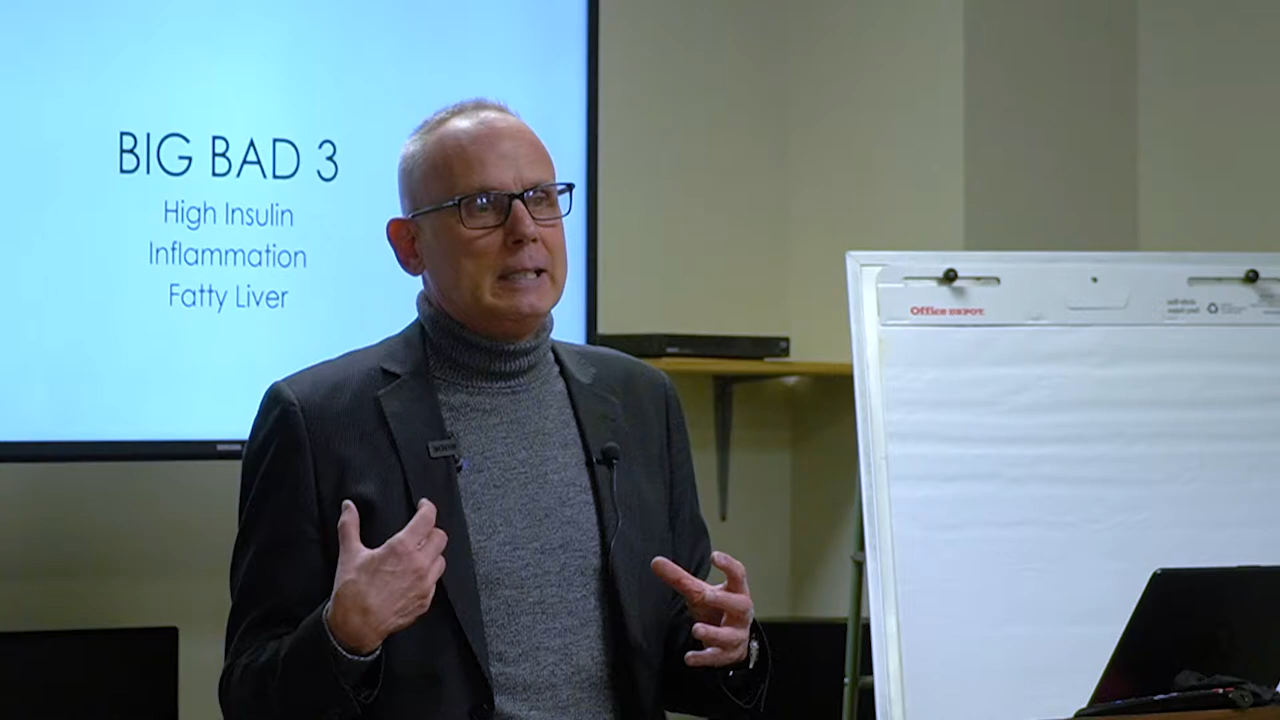 BIG BAD 3
High Insulin
Inflammation
Fatty Liver
Office DEPOT